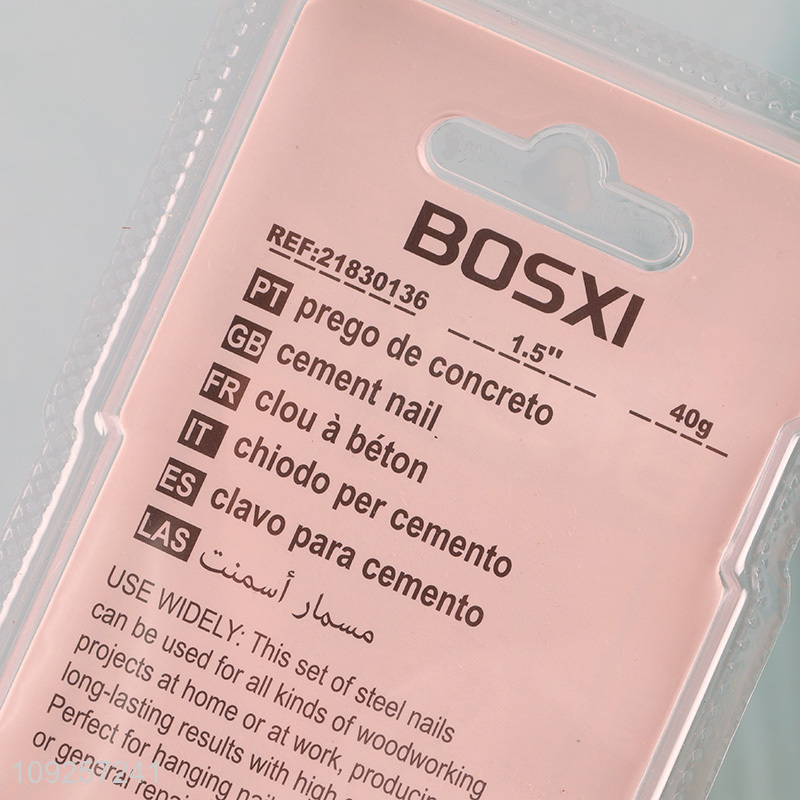 BOSXI
REF:21830136
1.5"
40g
PT prego de concreto
GB cement nail
FR clou à béton
IT chiodo per cemento
ES clavo para cemento
LAS مسمار أسمنت
USE WIDELY: This set of steel nails
can be used for all kinds of woodworking
projects at home or at work, producing
long-lasting results with high
Perfect for hanging
or general
109257241